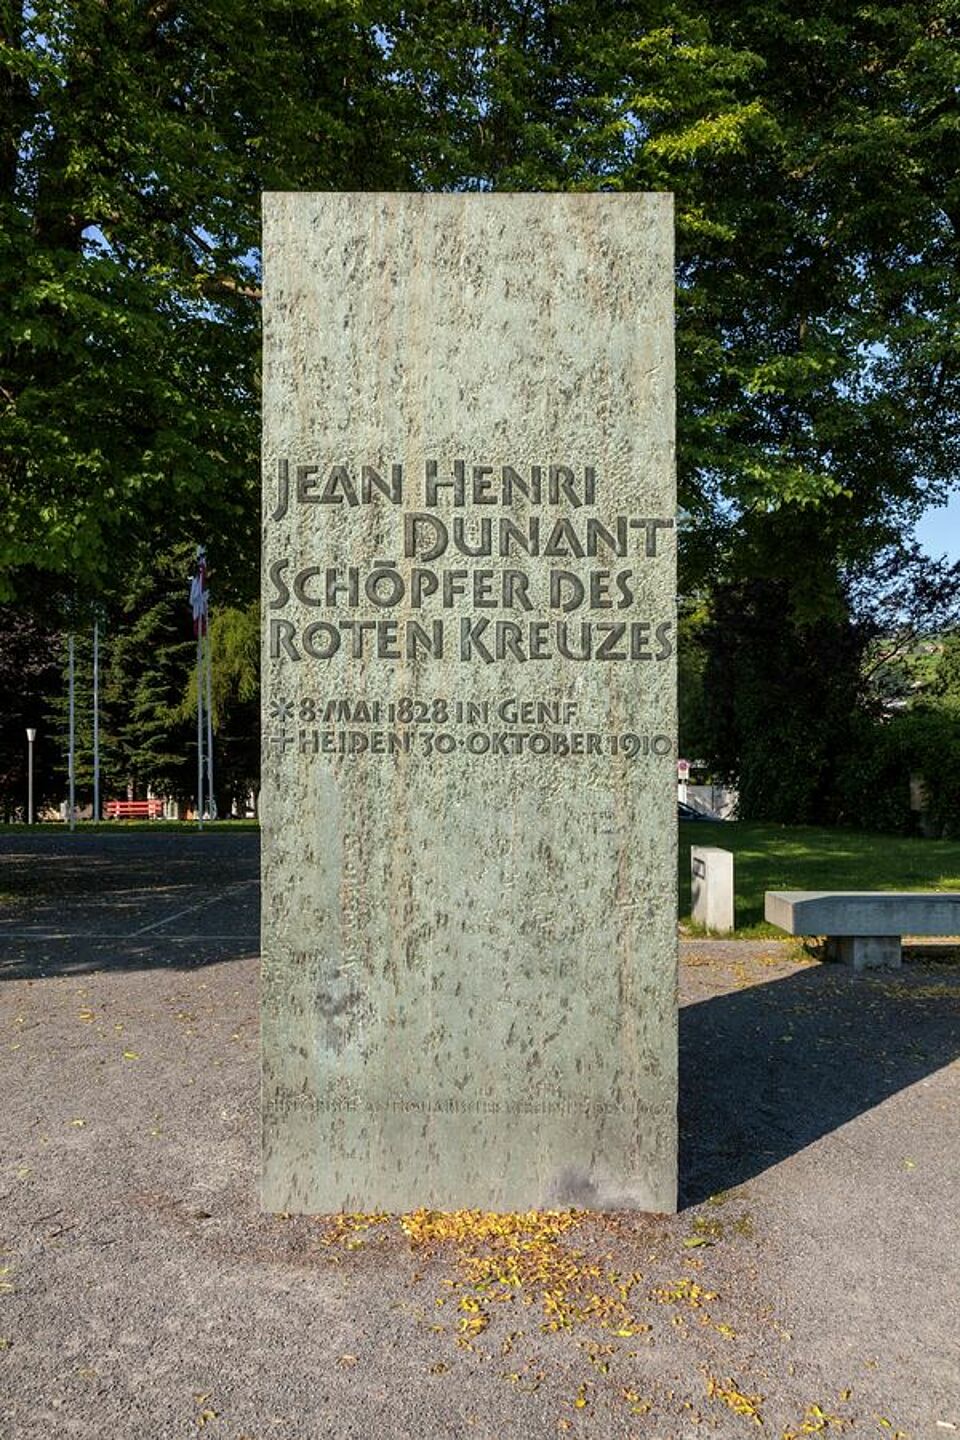 JEAN HENRI
DUNANT
SCHÖPFER DES
ROTEN KREUZES
*8·MAI 1828 IN GENF
+HEIDEN 30·OKTOBER 1910